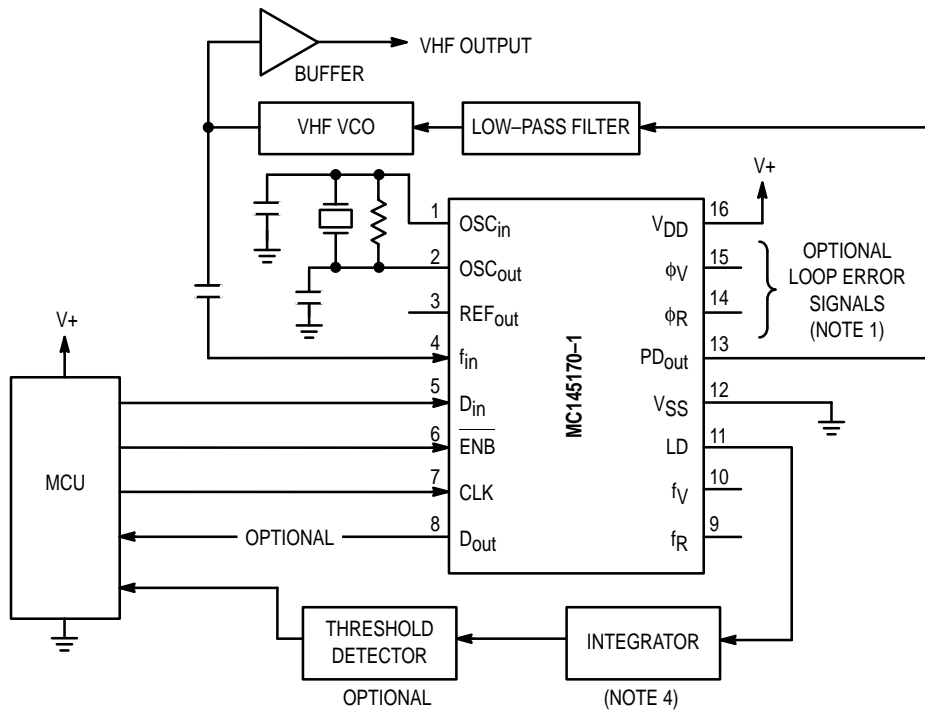 VHF OUTPUT
BUFFER
VHF VCO
LOW–PASS FILTER
V+
1
OSCin
16
VDD
2
OSCout
15
ϕV
OPTIONAL
LOOP ERROR
SIGNALS
(NOTE 1)
3
REFout
14
ϕR
V+
4
fin
13
PDout
MC145170–1
5
Din
12
VSS
MCU
6
ENB
11
LD
7
CLK
10
fV
OPTIONAL
8
Dout
9
fR
THRESHOLD
DETECTOR
OPTIONAL
INTEGRATOR
(NOTE 4)